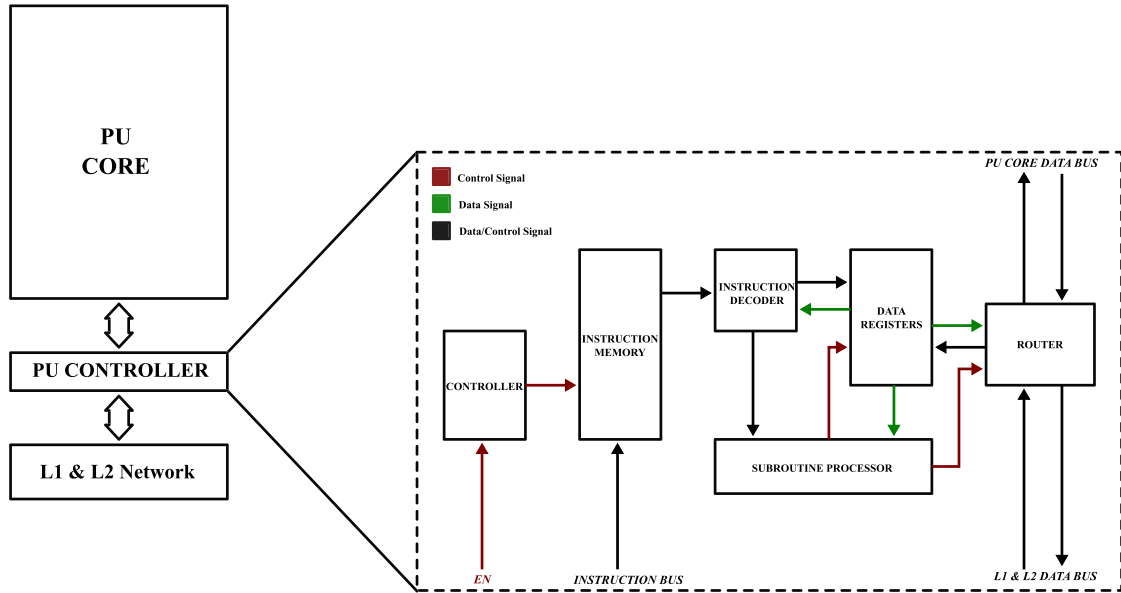 PU
CORE
PU CONTROLLER
L1 & L2 Network
PU CORE DATA BUS
Control Signal
Data Signal
Data/Control Signal
INSTRUCTION
DECODER
DATA
REGISTERS
INSTRUCTION
MEMORY
ROUTER
CONTROLLER
SUBROUTINE PROCESSOR
EN
INSTRUCTION BUS
L1 & L2 DATA BUS